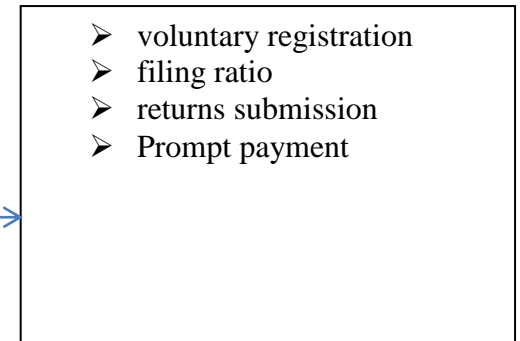 ➢ voluntary registration
➢ filing ratio
➢ returns submission
➢ Prompt payment